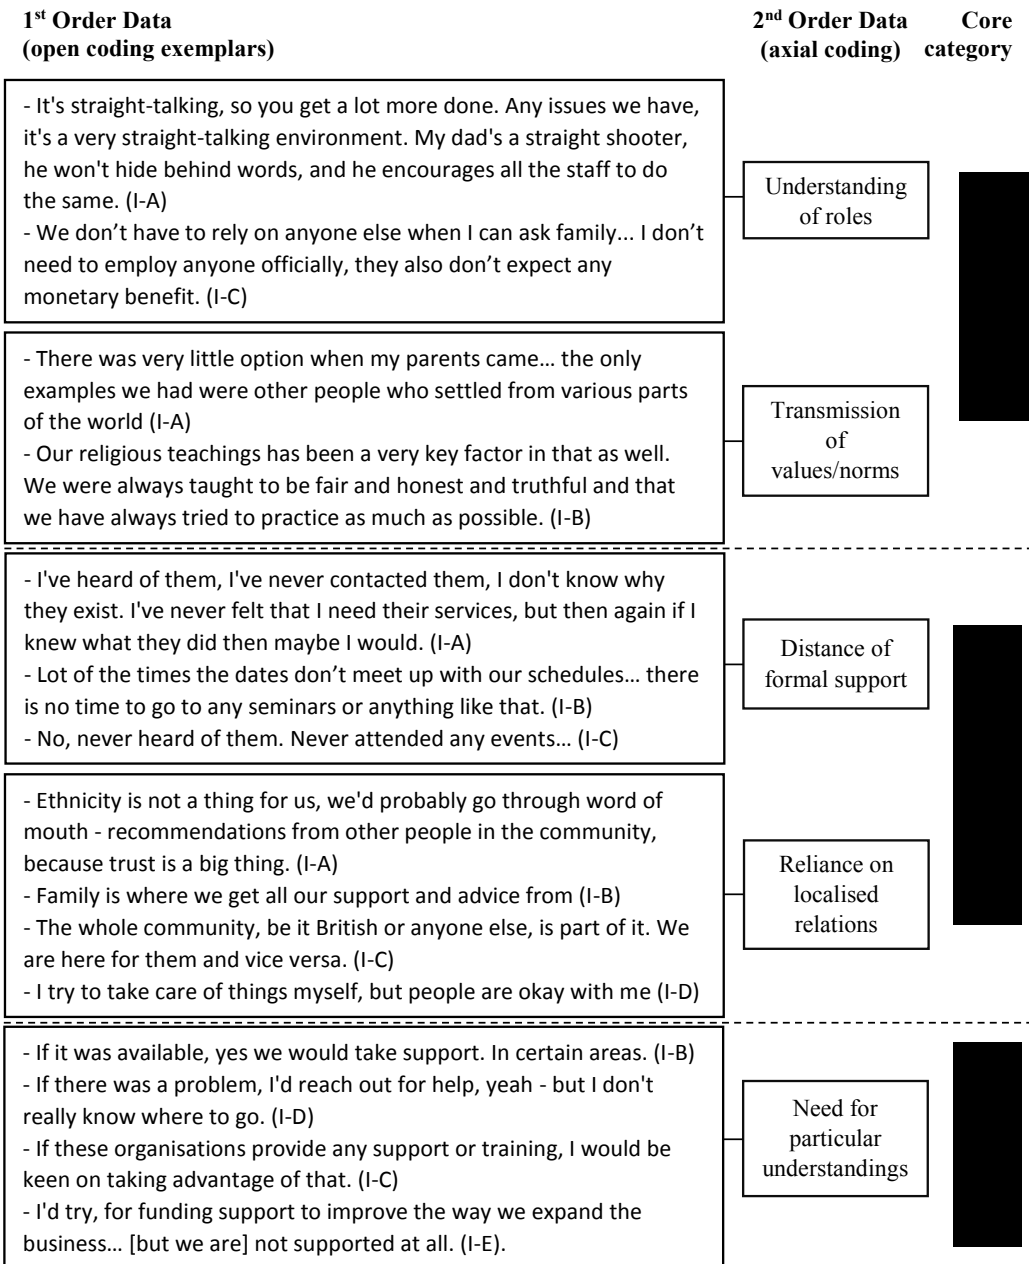 1st Order Data
(open coding exemplars)
2nd Order Data
(axial coding)
Core
category
- It's straight-talking, so you get a lot more done. Any issues we have,
it's a very straight-talking environment. My dad's a straight shooter,
he won't hide behind words, and he encourages all the staff to do
the same. (I-A)
- We don’t have to rely on anyone else when I can ask family... I don’t
need to employ anyone officially, they also don’t expect any
monetary benefit. (I-C)
Understanding
of roles
- There was very little option when my parents came… the only
examples we had were other people who settled from various parts
of the world (I-A)
- Our religious teachings has been a very key factor in that as well.
We were always taught to be fair and honest and truthful and that
we have always tried to practice as much as possible. (I-B)
Transmission
of
values/norms
- I've heard of them, I've never contacted them, I don't know why
they exist. I've never felt that I need their services, but then again if I
knew what they did then maybe I would. (I-A)
- Lot of the times the dates don’t meet up with our schedules… there
is no time to go to any seminars or anything like that. (I-B)
- No, never heard of them. Never attended any events… (I-C)
Distance of
formal support
- Ethnicity is not a thing for us, we'd probably go through word of
mouth - recommendations from other people in the community,
because trust is a big thing. (I-A)
- Family is where we get all our support and advice from (I-B)
- The whole community, be it British or anyone else, is part of it. We
are here for them and vice versa. (I-C)
- I try to take care of things myself, but people are okay with me (I-D)
Reliance on
localised
relations
- If it was available, yes we would take support. In certain areas. (I-B)
- If there was a problem, I'd reach out for help, yeah - but I don't
really know where to go. (I-D)
- If these organisations provide any support or training, I would be
keen on taking advantage of that. (I-C)
- I'd try, for funding support to improve the way we expand the
business… [but we are] not supported at all. (I-E).
Need for
particular
understandings